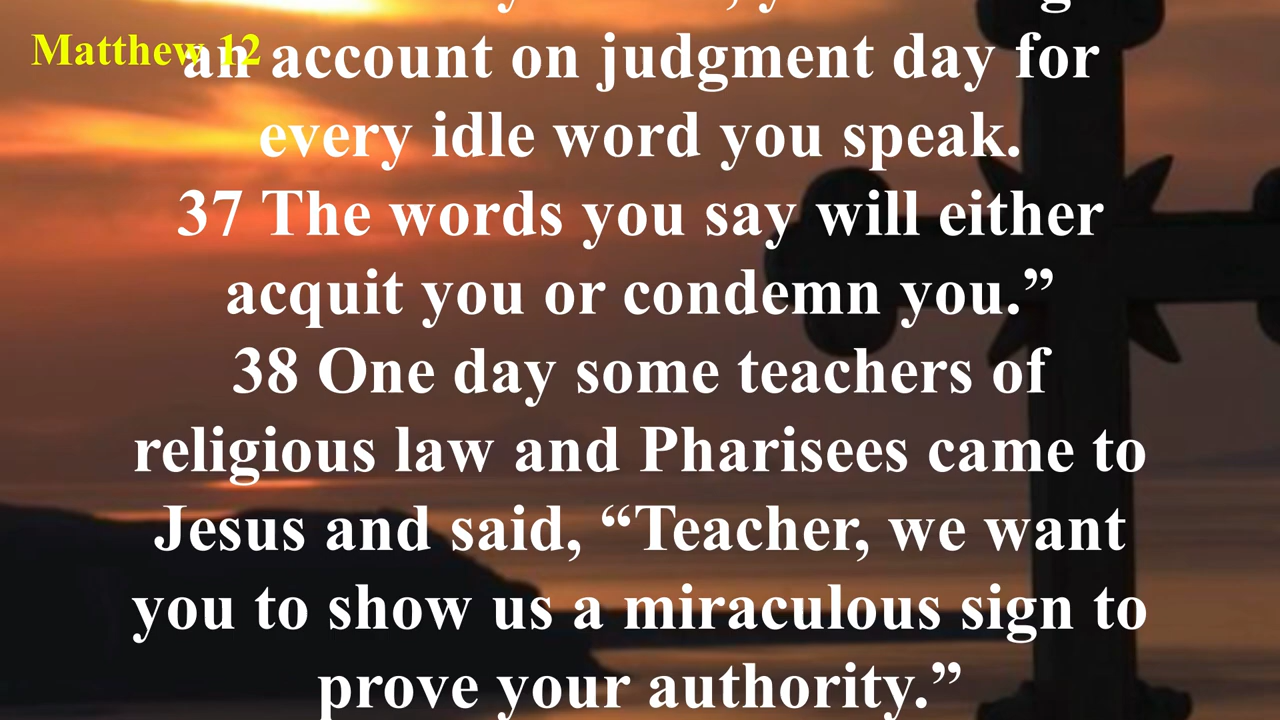 Matthew 12
an account on judgment day for
every idle word you speak.
37 The words you say will either
acquit you or condemn you.”
38 One day some teachers of
religious law and Pharisees came to
Jesus and said, “Teacher, we want
you to show us a miraculous sign to
prove your authority.”